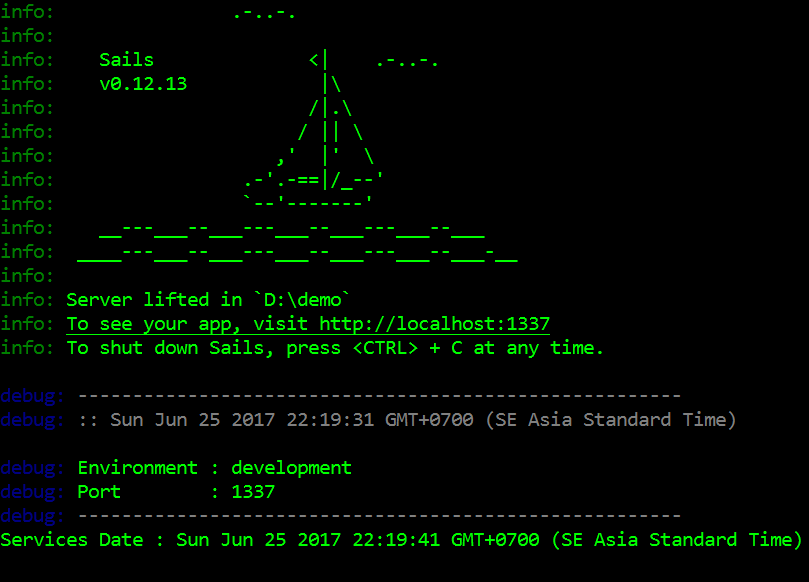 info:                .-..-.
info:
info:    Sails              <|    .-..-.
info:    v0.12.13            |\
info:                       /|.\
info:                      / || \
info:                    ,'  |'  \
info:                 .-'.-==|/_--'
info:                 `--'-------'
info:    __---___--___---___--___---___--___
info:  ____---___--___---___--___---___--___-__
info:
info: Server lifted in `D:\demo`
info: To see your app, visit http://localhost:1337
info: To shut down Sails, press <CTRL> + C at any time.
debug: -------------------------------------------------------
debug: :: Sun Jun 25 2017 22:19:31 GMT+0700 (SE Asia Standard Time)
debug: Environment : development
debug: Port        : 1337
debug: -------------------------------------------------------
Services Date : Sun Jun 25 2017 22:19:41 GMT+0700 (SE Asia Standard Time)